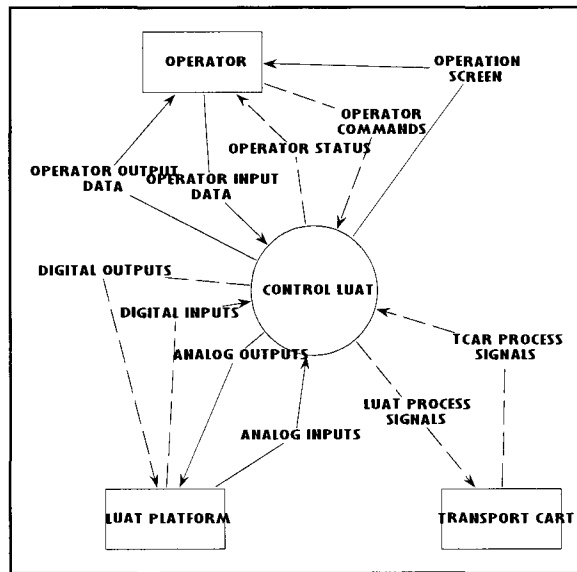 OPERATOR
OPERATION
SCREEN
OPERATOR
COMMANDS
OPERATOR STATUS
OPERATOR OUTPUT
DATA
OPERATOR INPUT
DATA
DIGITAL OUTPUTS
CONTROL LUAT
DIGITAL INPUTS
ANALOG OUTPUTS
TCAR PROCESS
SIGNALS
LUAT PROCESS
SIGNALS
ANALOG INPUTS
LUAT PLATFORM
TRANSPORT CART